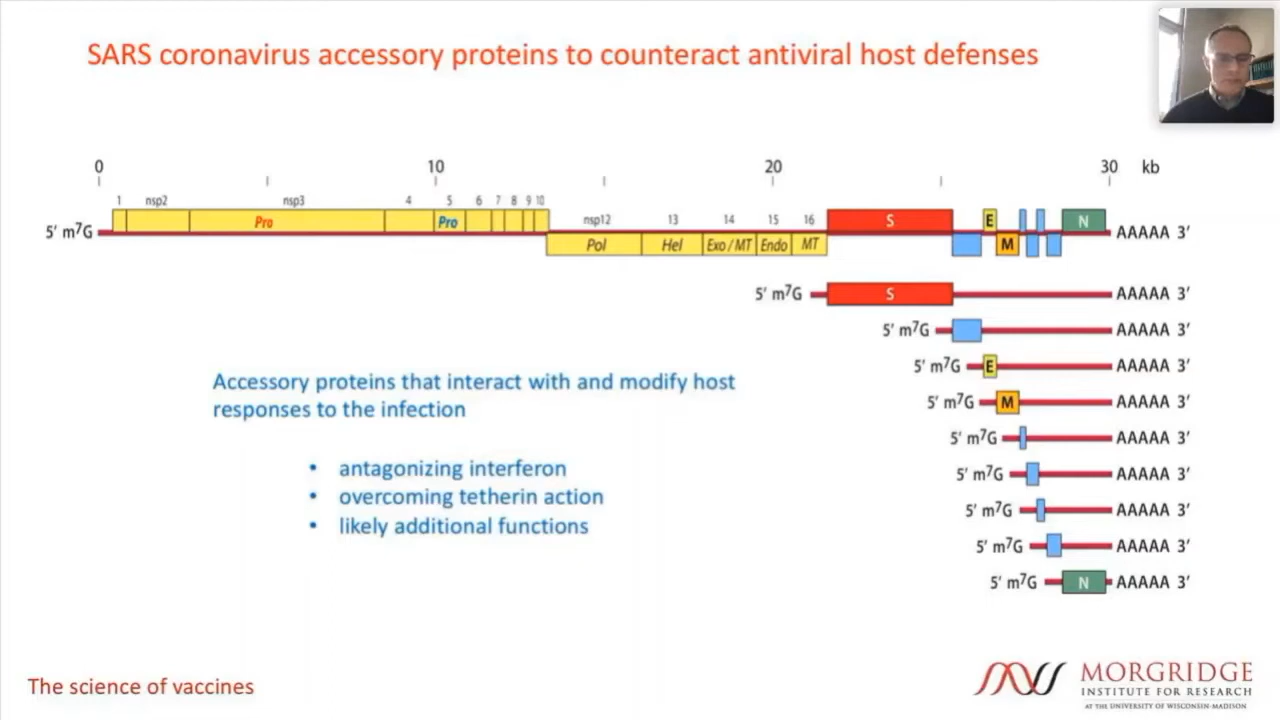 SARS coronavirus accessory proteins to counteract antiviral host defenses
0 10 20 30 kb
1 nsp2 nsp3 4 5 6 7 8 9 10 nsp12 13 14 15 16
5′ m7G Pro Pro S E N AAAAA 3′
Pol Hel Exo/MT Endo MT M
5′ m7G S AAAAA 3′
5′ m7G AAAAA 3′
5′ m7G E AAAAA 3′
5′ m7G M AAAAA 3′
5′ m7G AAAAA 3′
5′ m7G AAAAA 3′
5′ m7G AAAAA 3′
5′ m7G AAAAA 3′
5′ m7G N AAAAA 3′
Accessory proteins that interact with and modify host
responses to the infection
• antagonizing interferon
• overcoming tetherin action
• likely additional functions
The science of vaccines
MORGRIDGE
INSTITUTE FOR RESEARCH
AT THE UNIVERSITY OF WISCONSIN-MADISON